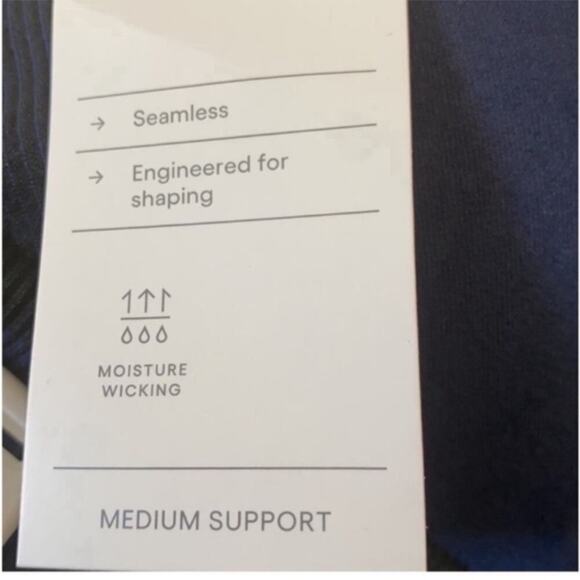 → Seamless
→ Engineered for
shaping
MOISTURE
WICKING
MEDIUM SUPPORT